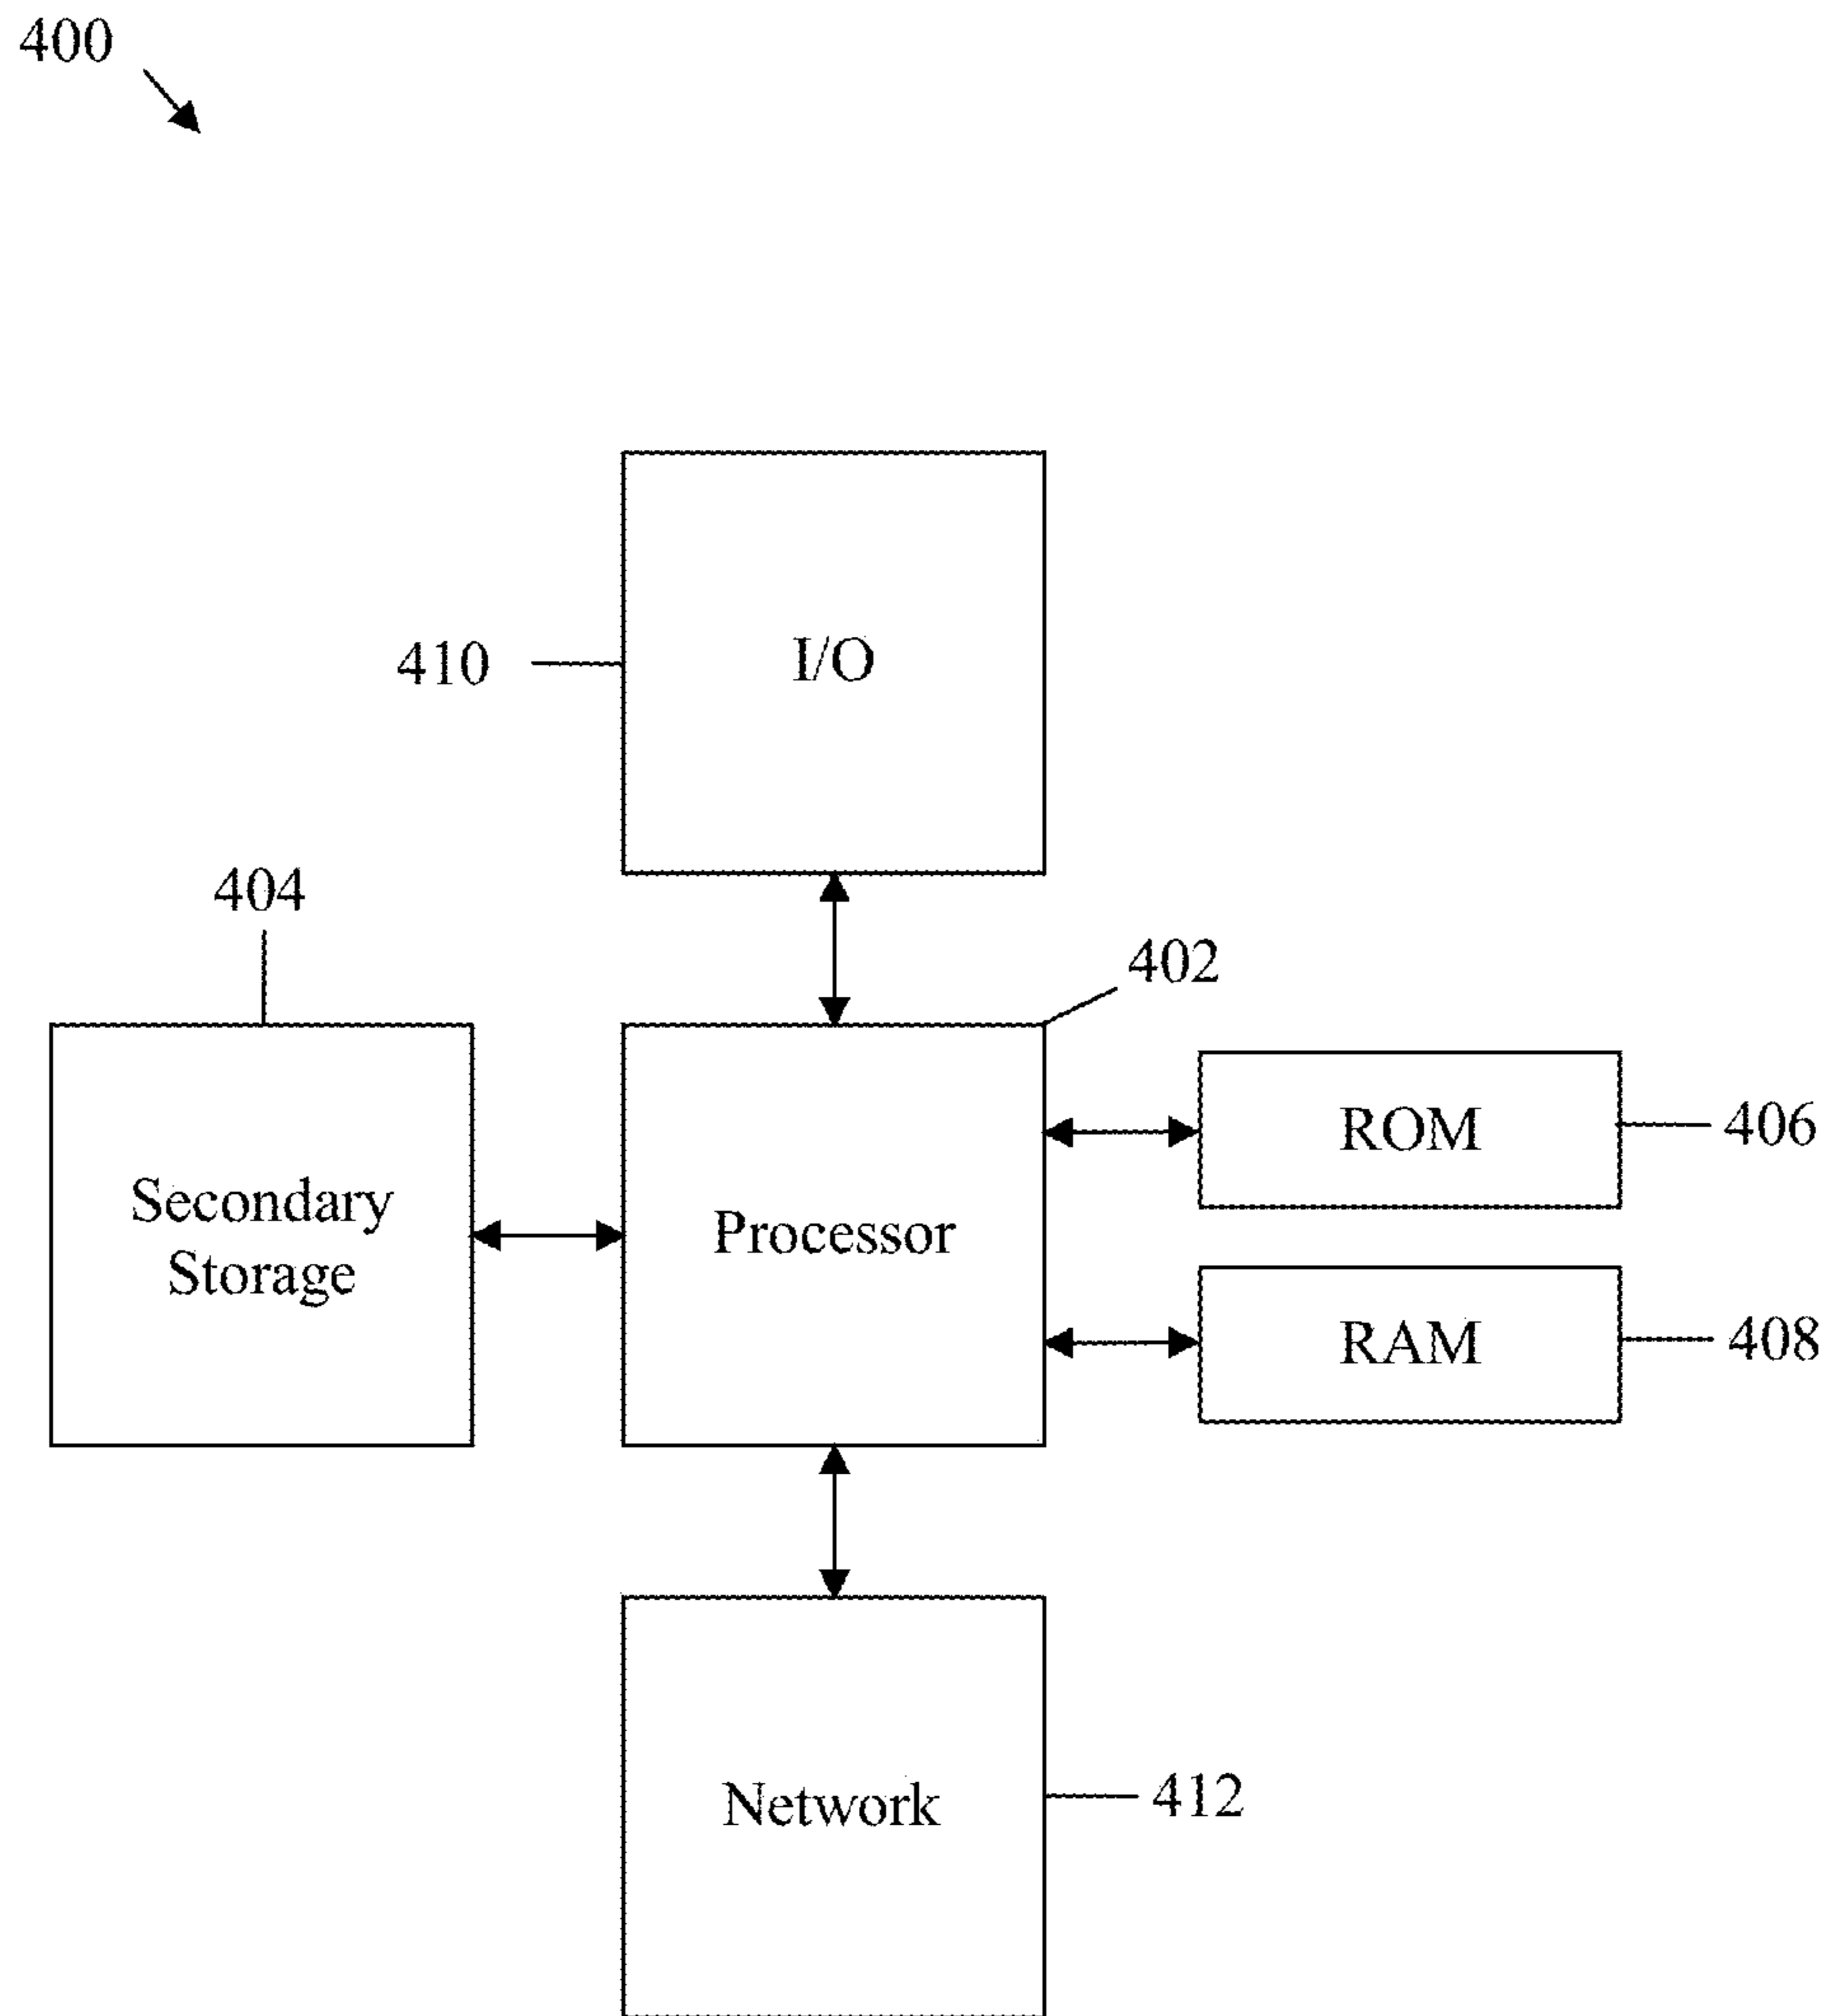 400
I/O
410
404
402
Secondary
Storage
Processor
ROM
406
RAM
408
Network
412